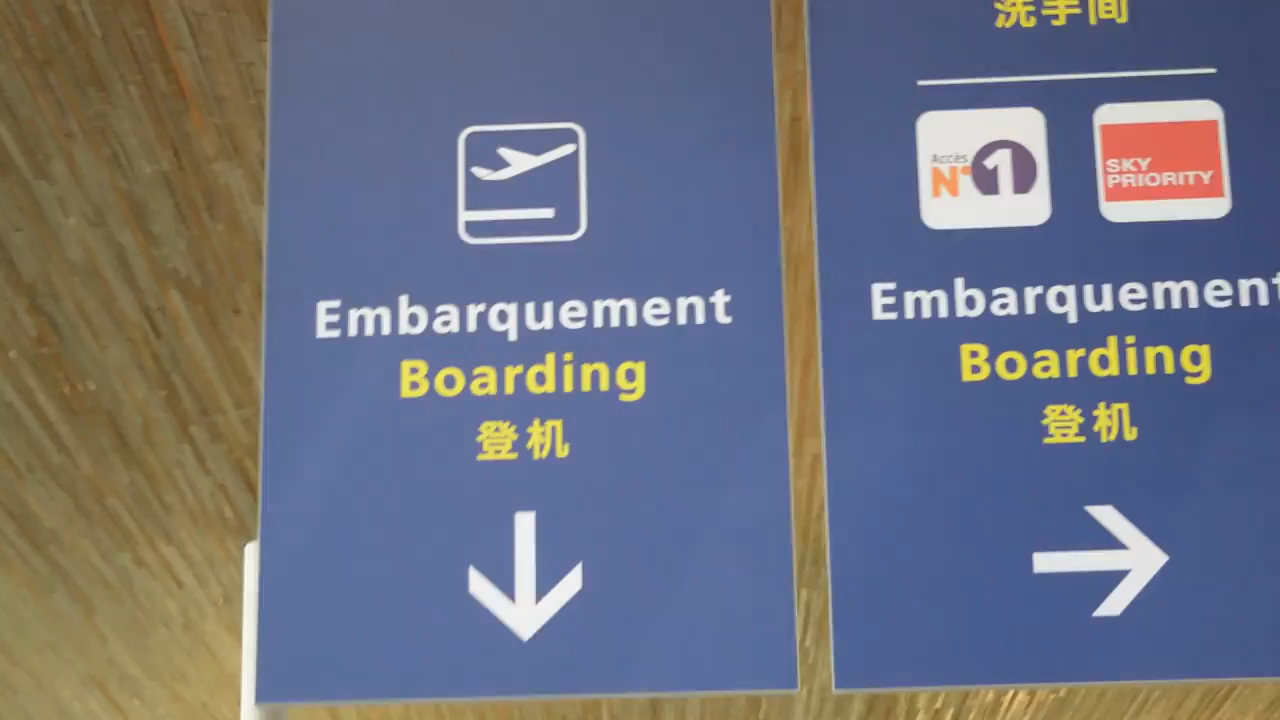 Embarquement
Boarding
登机
洗手间
Accès
N°1
SKY
PRIORITY
Embarquement
Boarding
登机